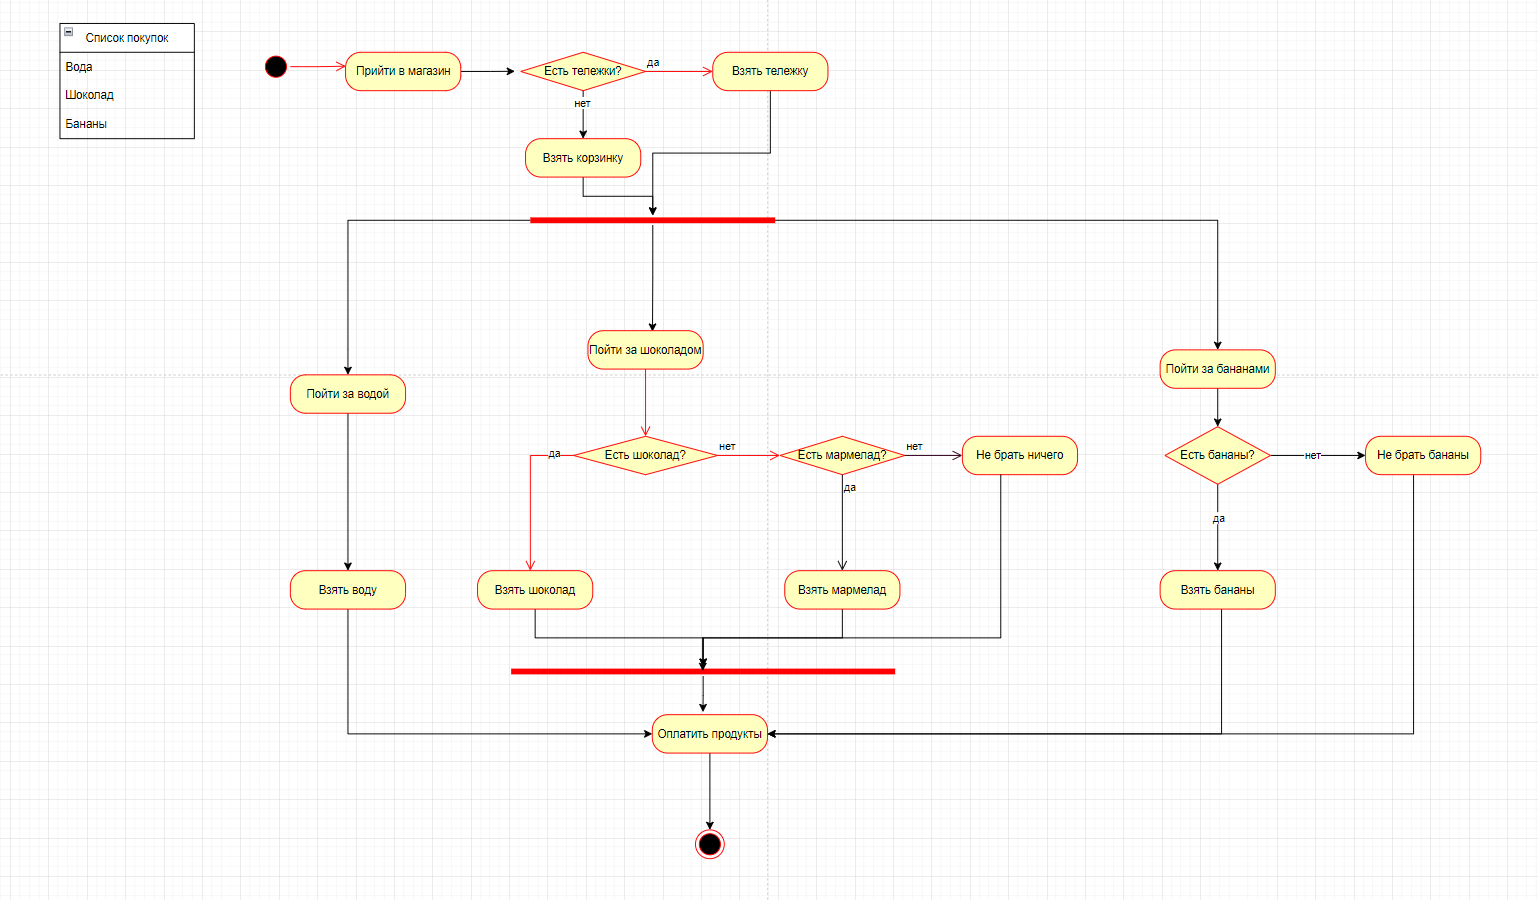 Список покупок
Вода
Шоколад
Бананы
Прийти в магазин
Есть тележки?
да
Взять тележку
нет
Взять корзинку
Пойти за шоколадом
Пойти за бананами
Пойти за водой
да
Есть шоколад?
нет
Есть мармелад?
нет
Не брать ничего
Есть бананы?
нет
Не брать бананы
да
да
Взять воду
Взять шоколад
Взять мармелад
Взять бананы
Оплатить продукты